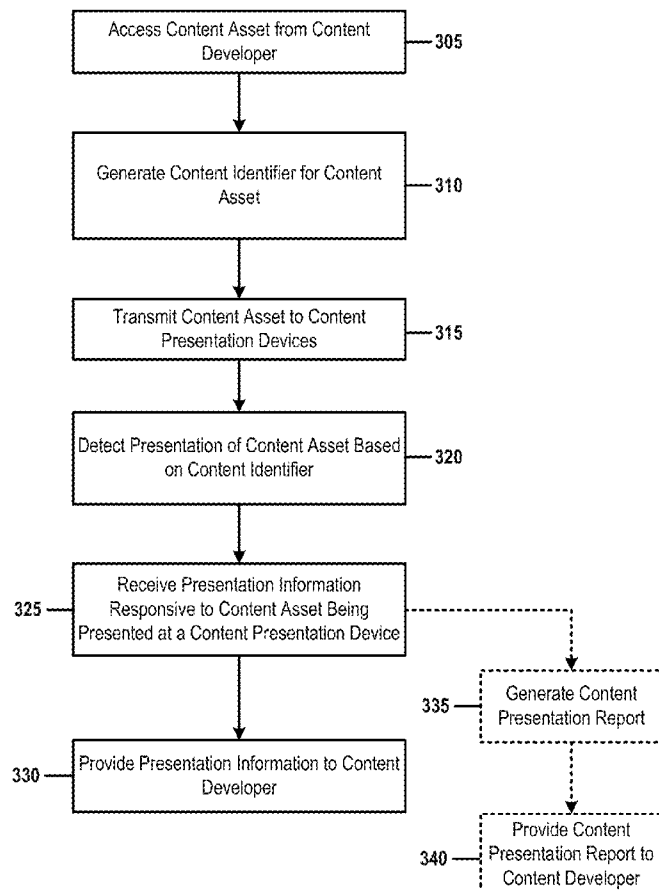 Access Content Asset from Content
Developer
305
Generate Content Identifier for Content
Asset
310
Transmit Content Asset to Content
Presentation Devices
315
Detect Presentation of Content Asset Based
on Content Identifier
320
325
Receive Presentation Information
Responsive to Content Asset Being
Presented at a Content Presentation Device
335
Generate Content
Presentation Report
330
Provide Presentation Information to Content
Developer
340
Provide Content
Presentation Report to
Content Developer